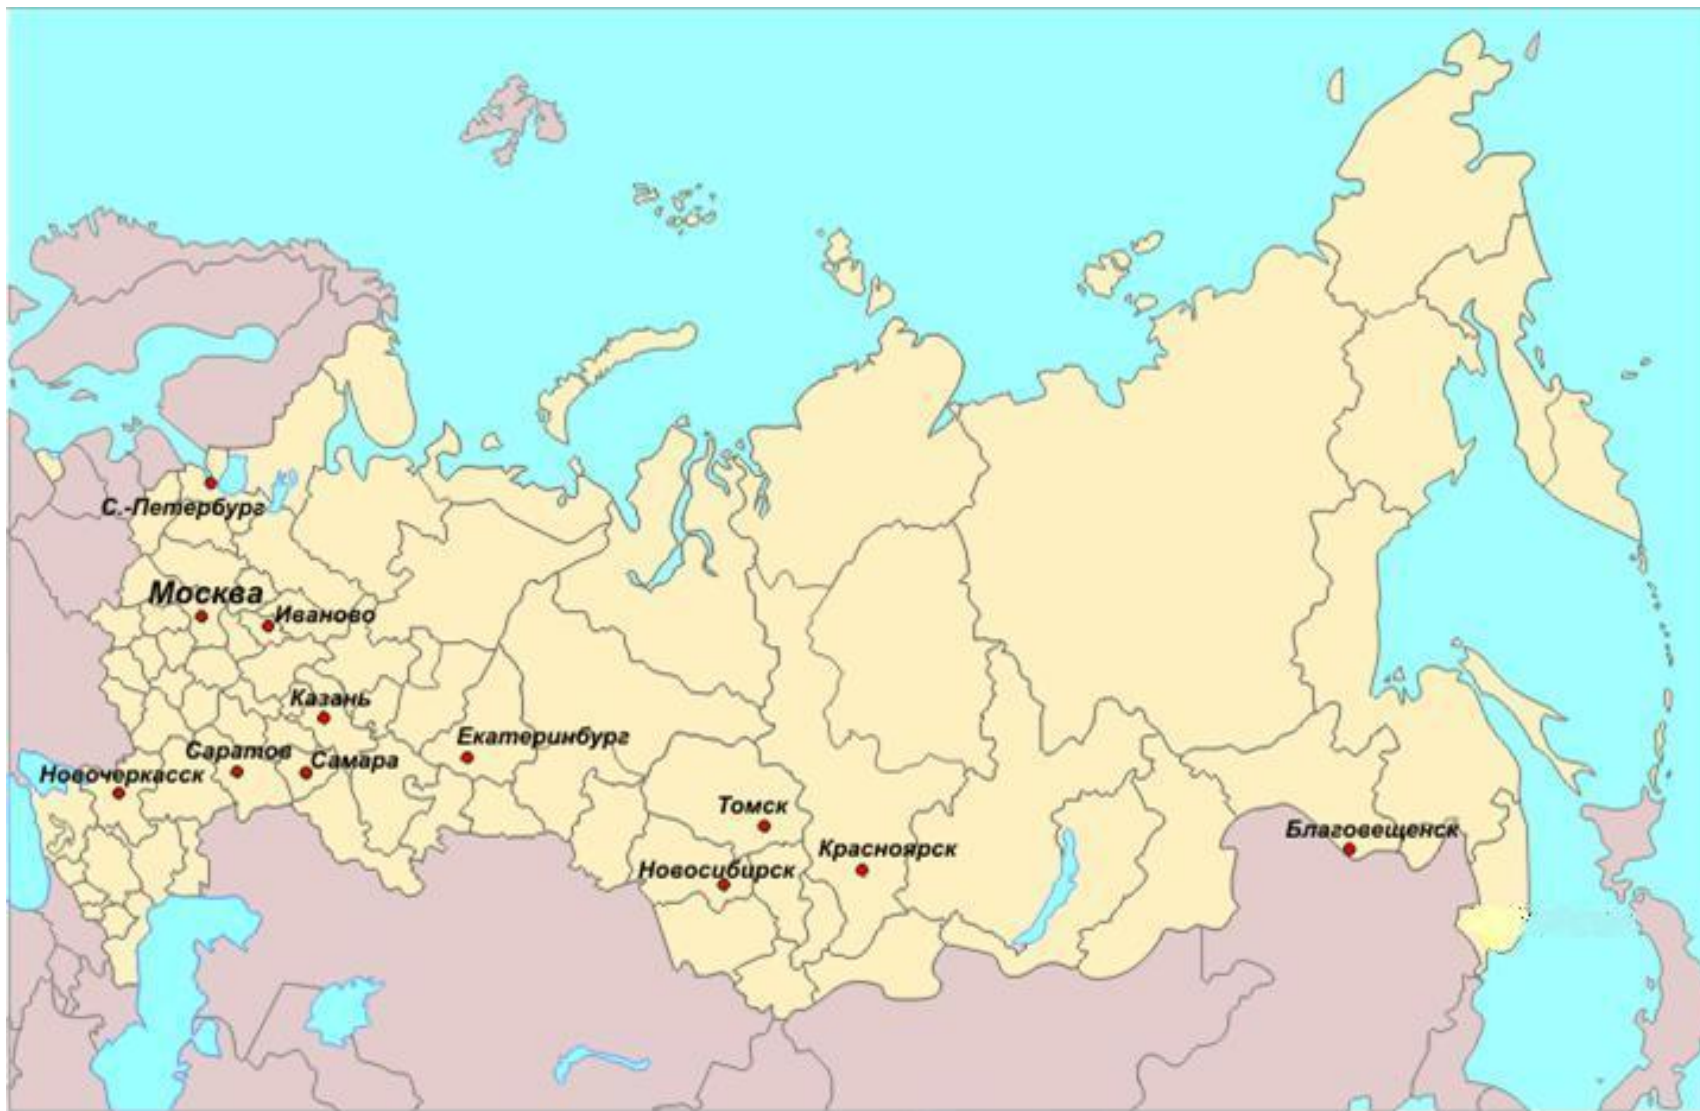 С.-Петербург
Москва
Иваново
Казань
Екатеринбург
Саратов
Самара
Новочеркасск
Томск
Благовещенск
Красноярск
Новосибирск